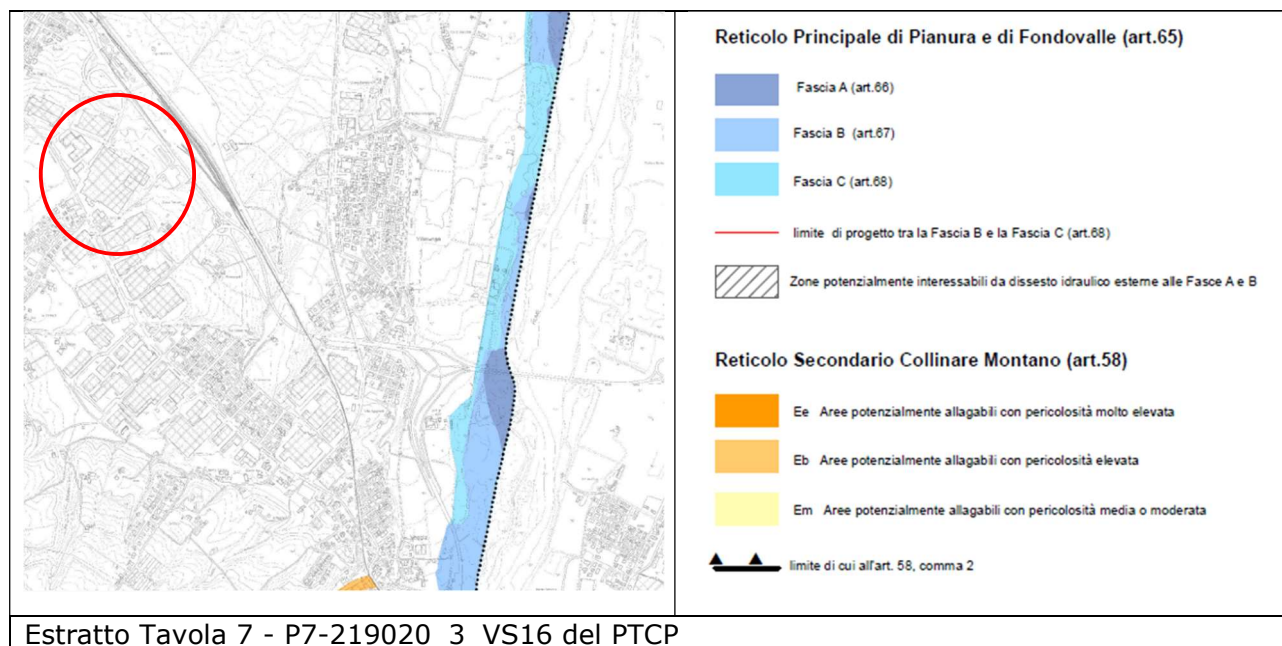 Reticolo Principale di Pianura e di Fondovalle (art.65)
Fascia A (art.66)
Fascia B (art.67)
Fascia C (art.68)
limite di progetto tra la Fascia B e la Fascia C (art.68)
Zone potenzialmente interessabili da dissesto idraulico esterne alle Fasce A e B
Reticolo Secondario Collinare Montano (art.58)
Ee Aree potenzialmente allagabili con pericolosità molto elevata
Eb Aree potenzialmente allagabili con pericolosità elevata
Em Aree potenzialmente allagabili con pericolosità media o moderata
limite di cui all'art. 58, comma 2
Estratto Tavola 7 - P7-219020_3_VS16 del PTCP